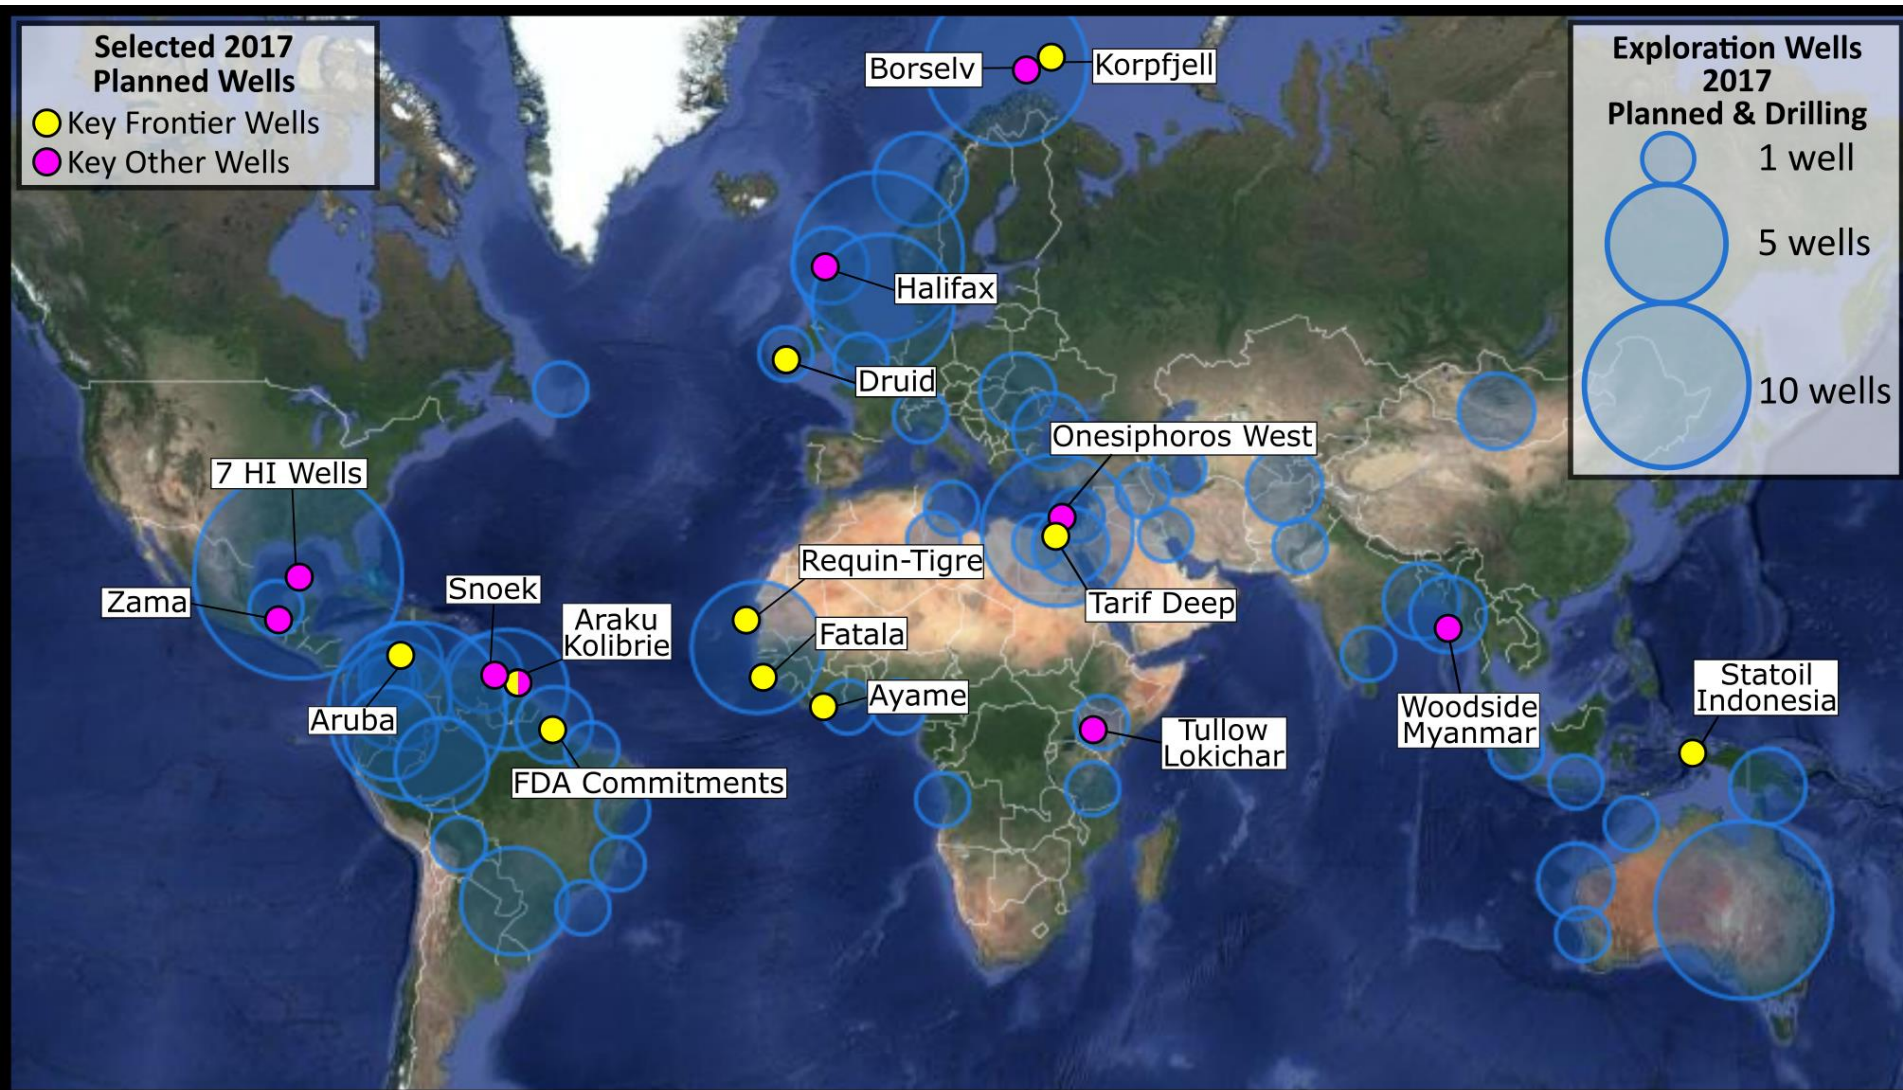 Selected 2017
Planned Wells
Key Frontier Wells
Key Other Wells
Exploration Wells
2017
Planned & Drilling
1 well
5 wells
10 wells
Borselv
Korpfjell
Halifax
Druid
Onesiphoros West
7 HI Wells
Zama
Snoek
Araku
Kolibrie
Requin-Tigre
Tarif Deep
Fatala
Aruba
Ayame
FDA Commitments
Tullow
Lokichar
Woodside
Myanmar
Statoil
Indonesia